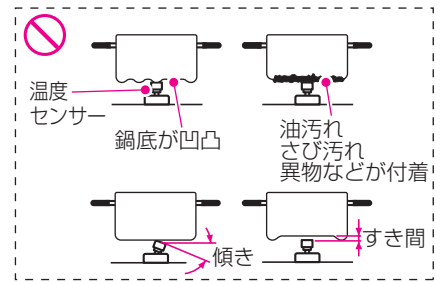 温度
センサー
鍋底が凹凸
油汚れ
さび汚れ
異物などが付着
傾き
すき間